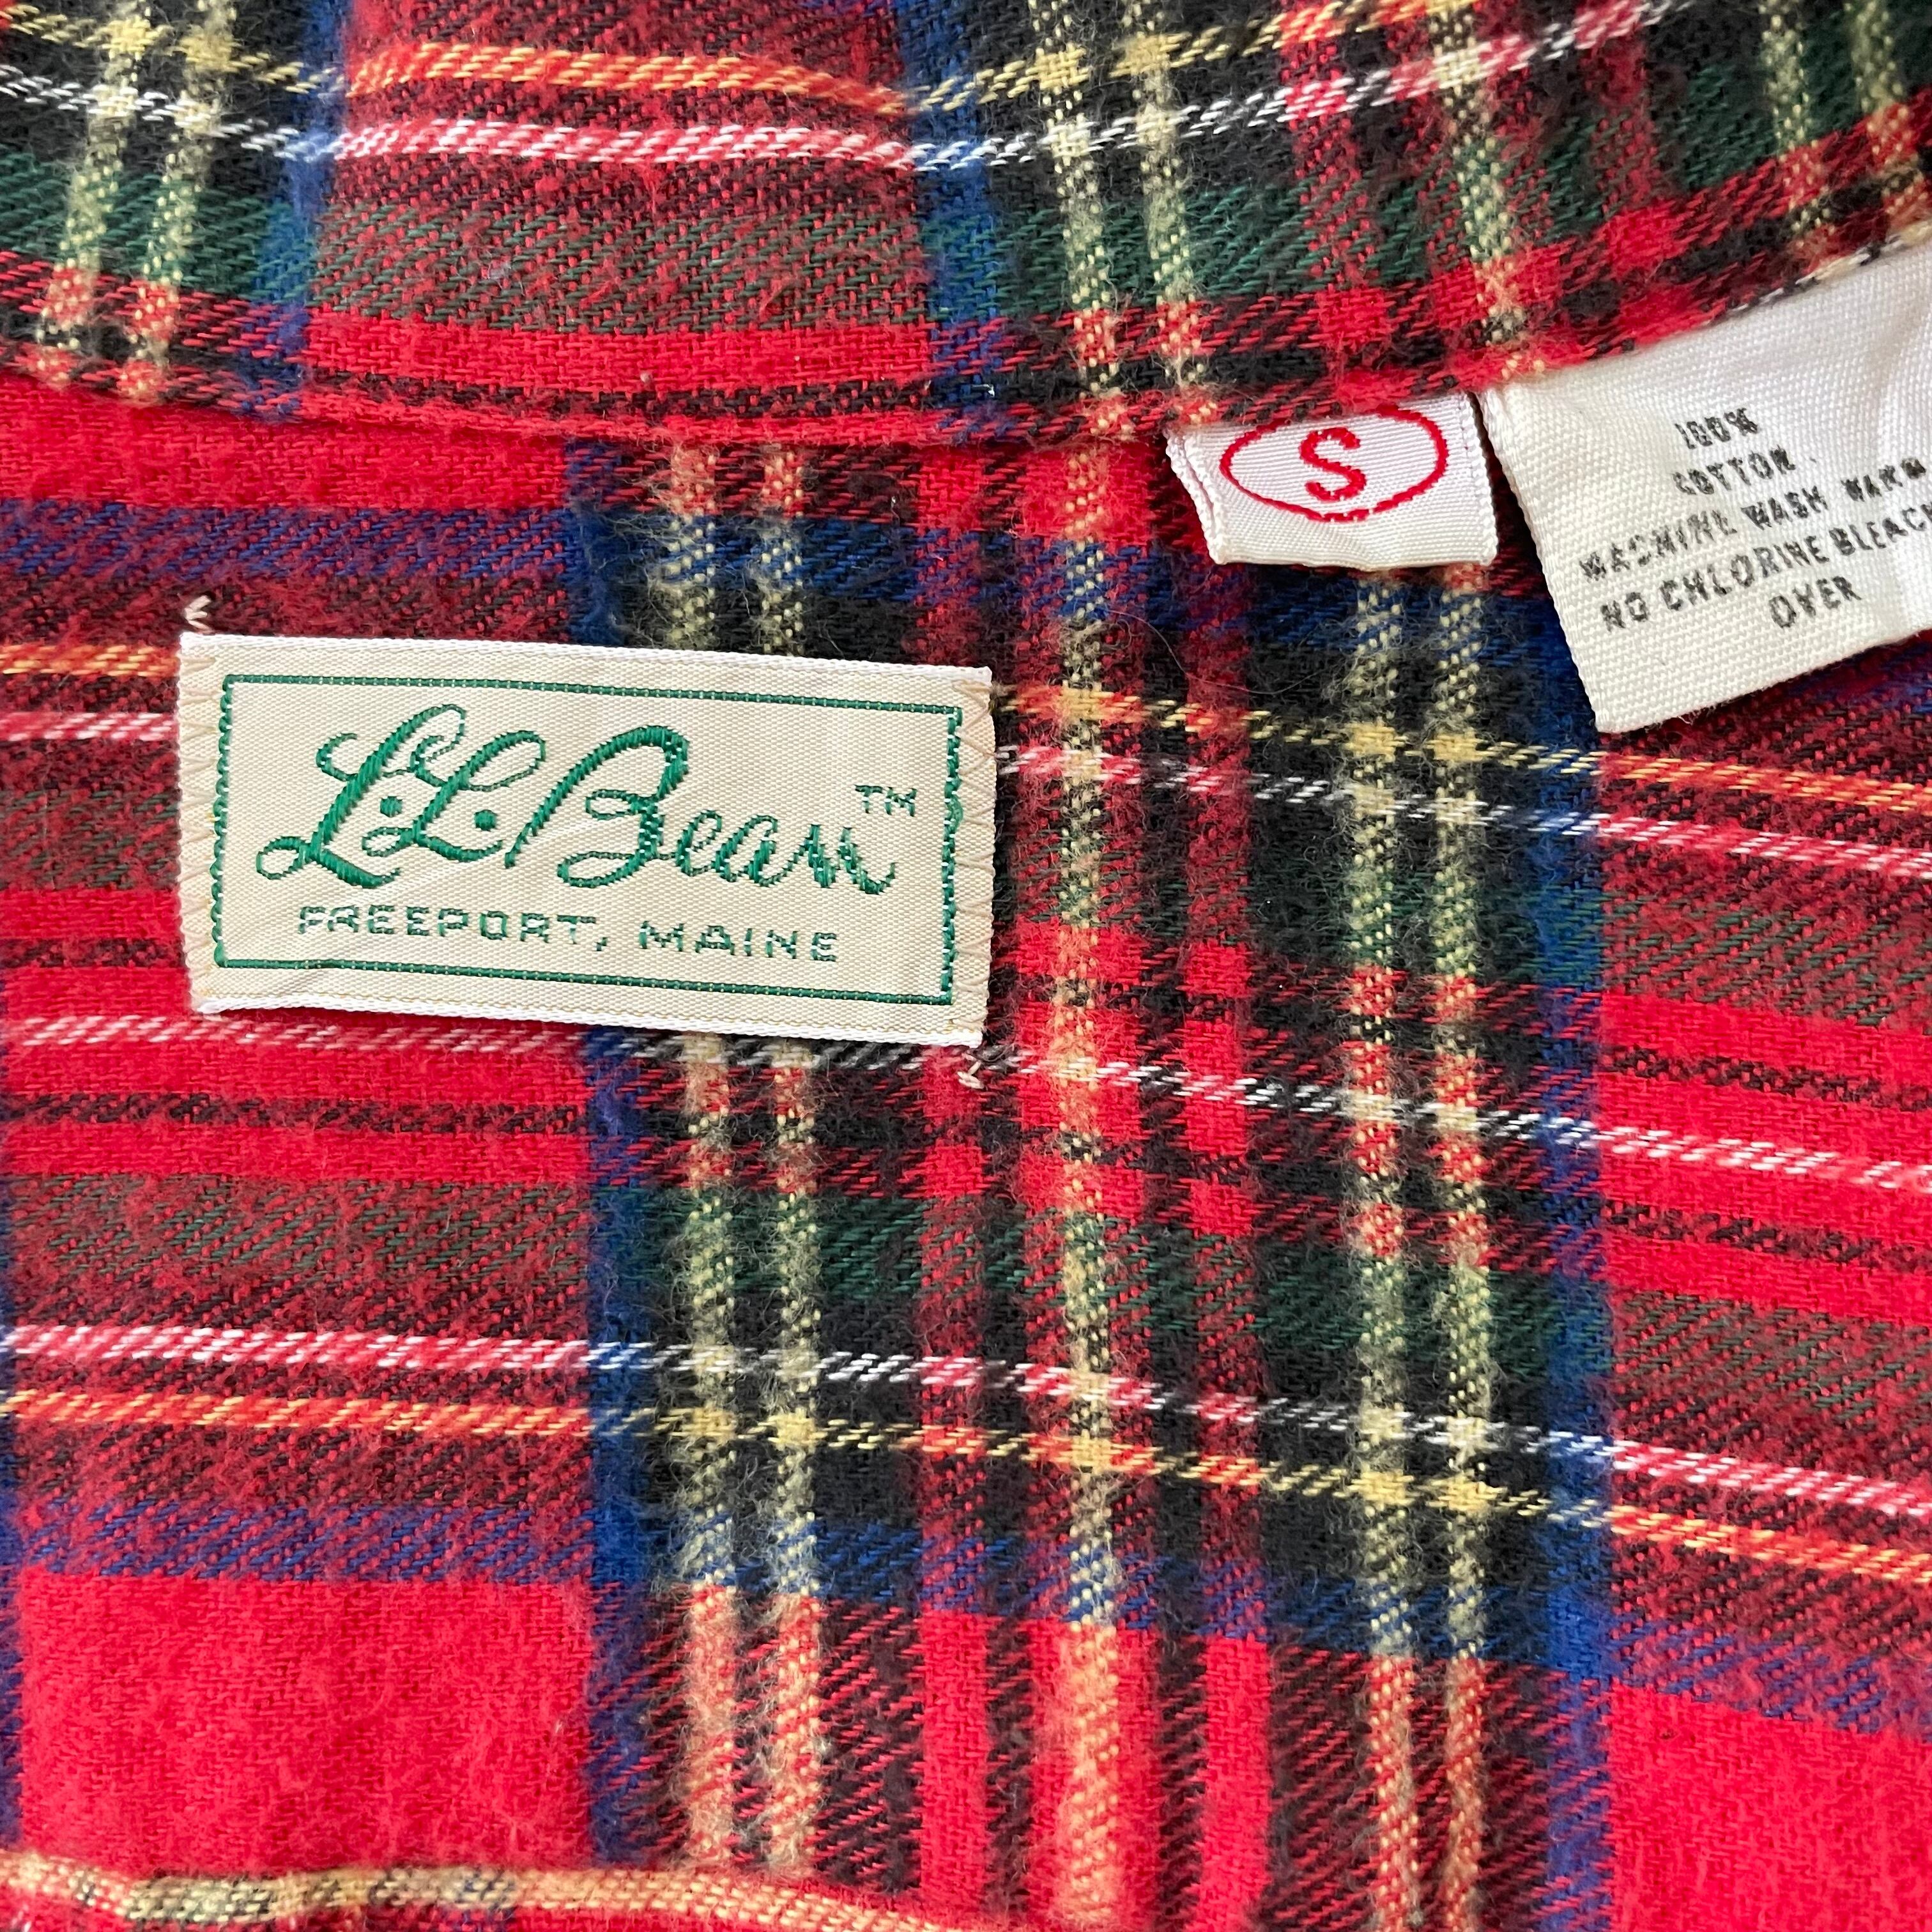 L.L.Bean™
FREEPORT, MAINE
S
100%
COTTON
MACHINE WASH WARM
NO CHLORINE BLEACH
OVER